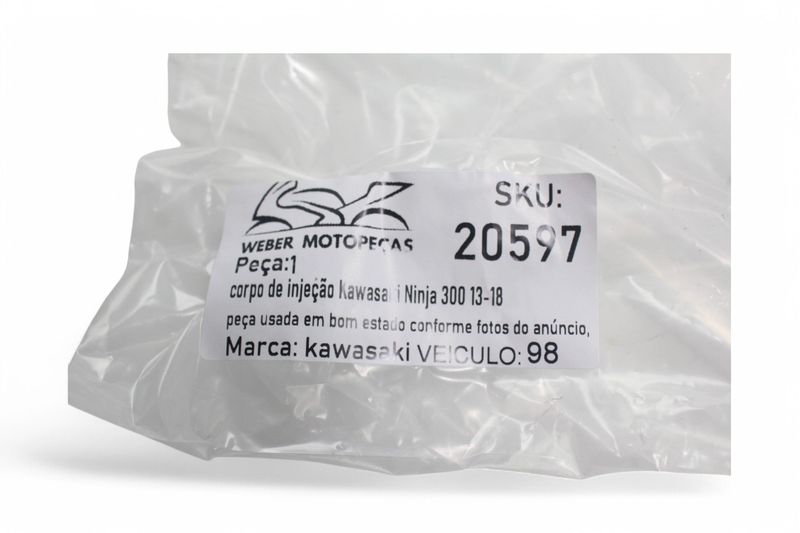 WEBER MOTOPEÇAS
SKU:
20597
Peça:1
corpo de injeção Kawasaki Ninja 300 13-18
peça usada em bom estado conforme fotos do anúncio,
Marca: kawasaki VEICULO: 98